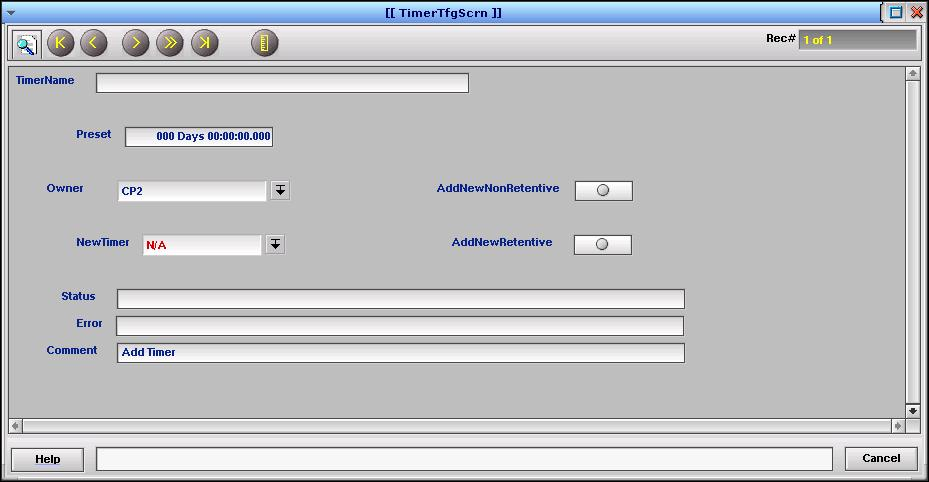 [[ TimerTfgScrn ]]
Rec# 1 of 1
TimerName
Preset 000 Days 00:00:00.000
Owner CP2 AddNewNonRetentive
NewTimer N/A AddNewRetentive
Status
Error
Comment Add Timer
Help Cancel